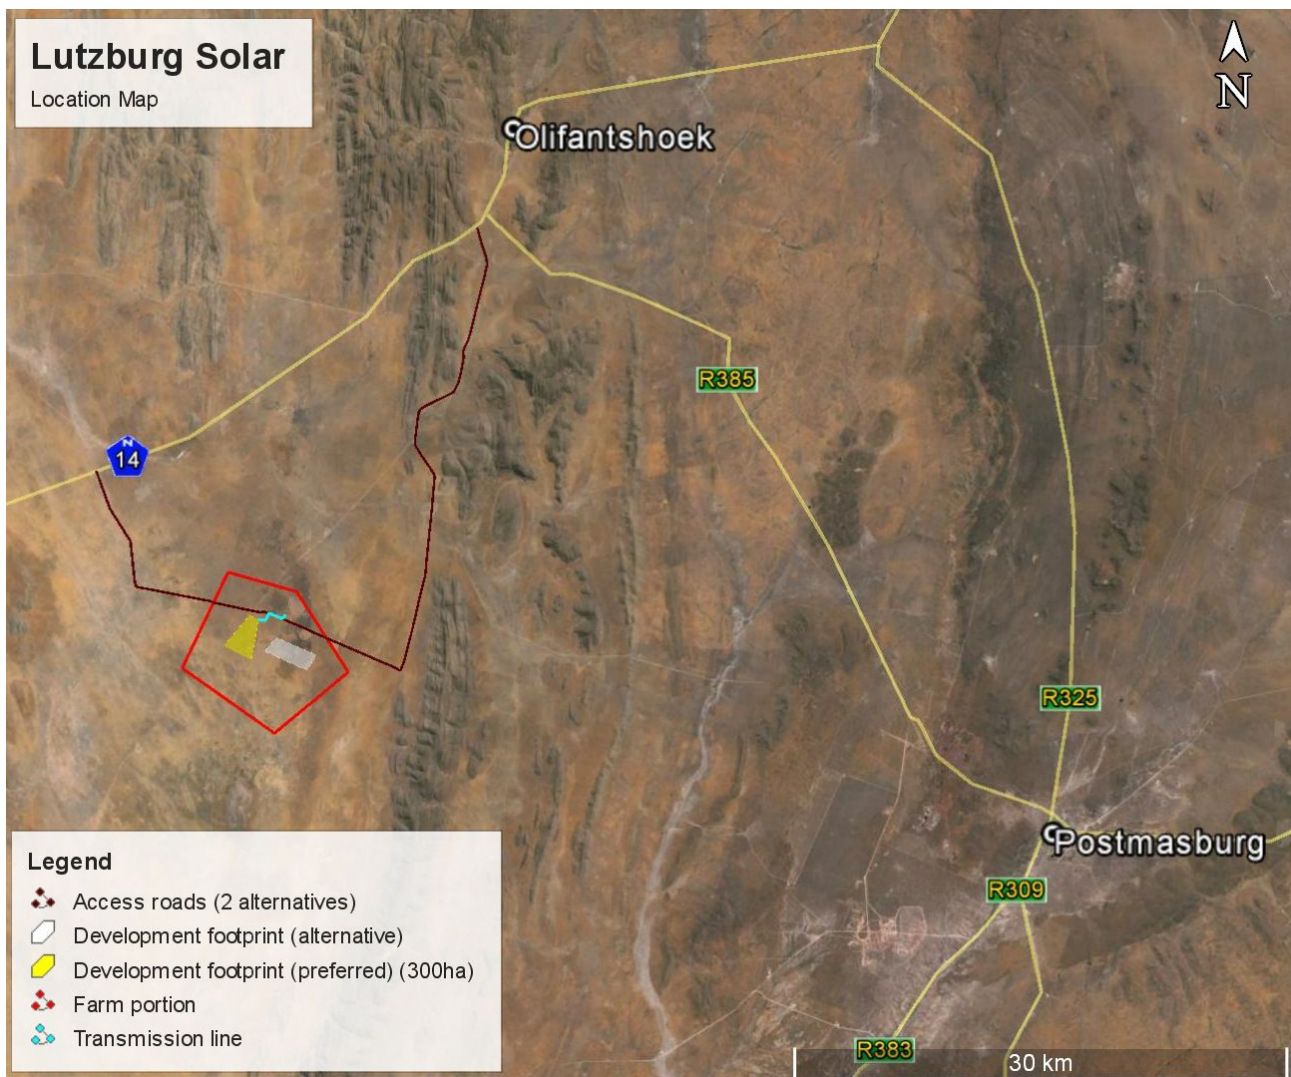 Lutzburg Solar
Location Map
N
Olifantshoek
R385
N
14
R325
Postmasburg
R309
R383
30 km
Legend
Access roads (2 alternatives)
Development footprint (alternative)
Development footprint (preferred) (300ha)
Farm portion
Transmission line